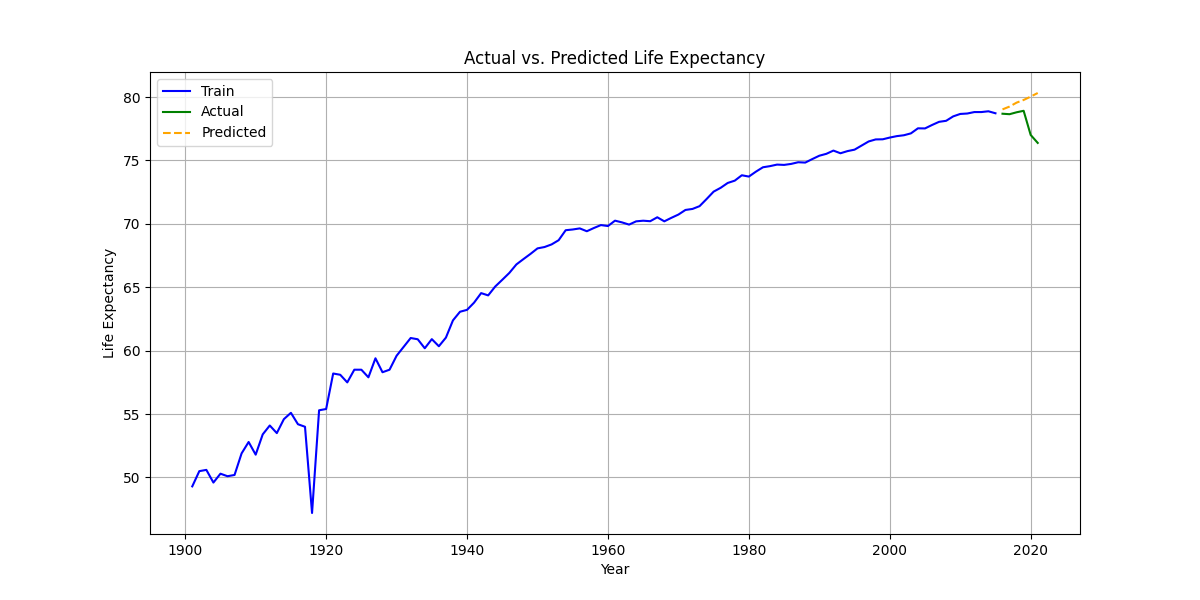 Actual vs. Predicted Life Expectancy
Train
Actual
Predicted
80
75
70
65
60
55
50
Life Expectancy
1900 1920 1940 1960 1980 2000 2020
Year